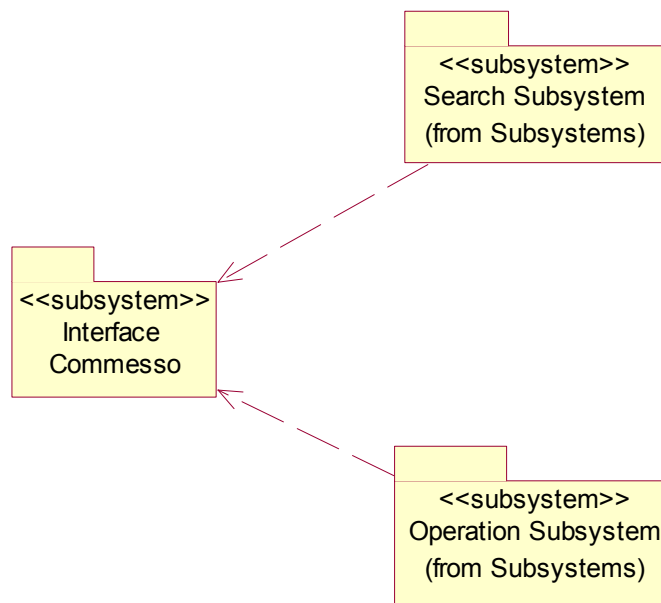 <<subsystem>>
Search Subsystem
(from Subsystems)
<<subsystem>>
Interface
Commesso
<<subsystem>>
Operation Subsystem
(from Subsystems)